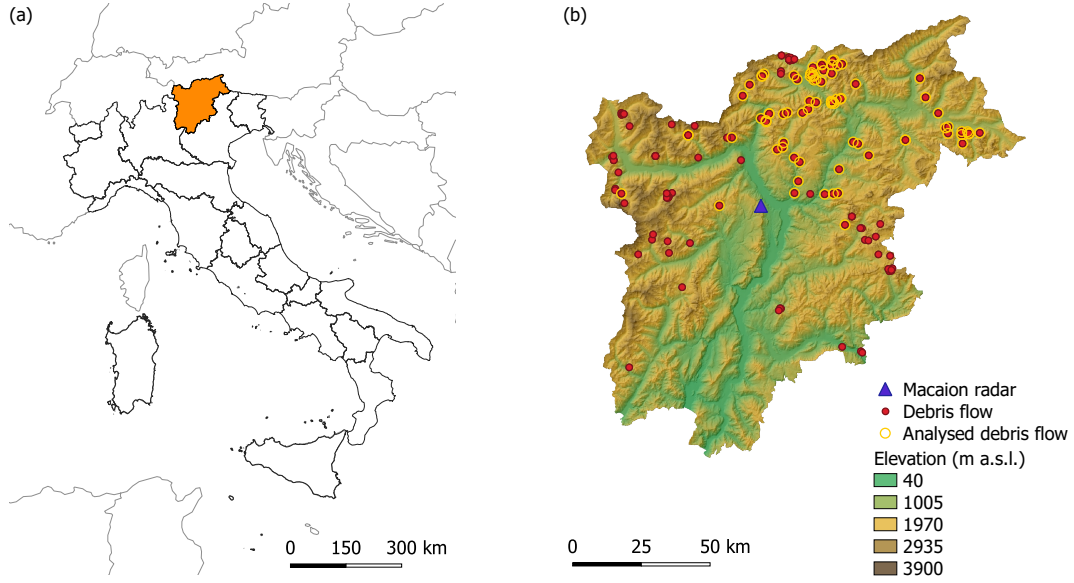 (a)
0 150 300 km
(b)
Macaion radar
Debris flow
Analysed debris flow
Elevation (m a.s.l.)
40
1005
1970
2935
3900
0 25 50 km